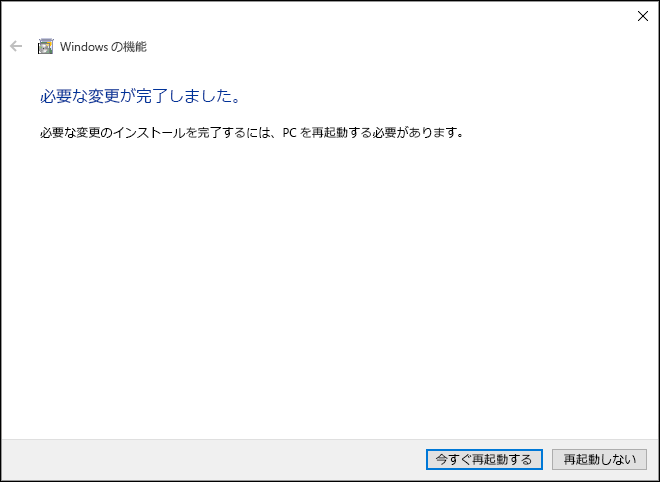 Windows の機能
必要な変更が完了しました。
必要な変更のインストールを完了するには、PC を再起動する必要があります。
今すぐ再起動する
再起動しない